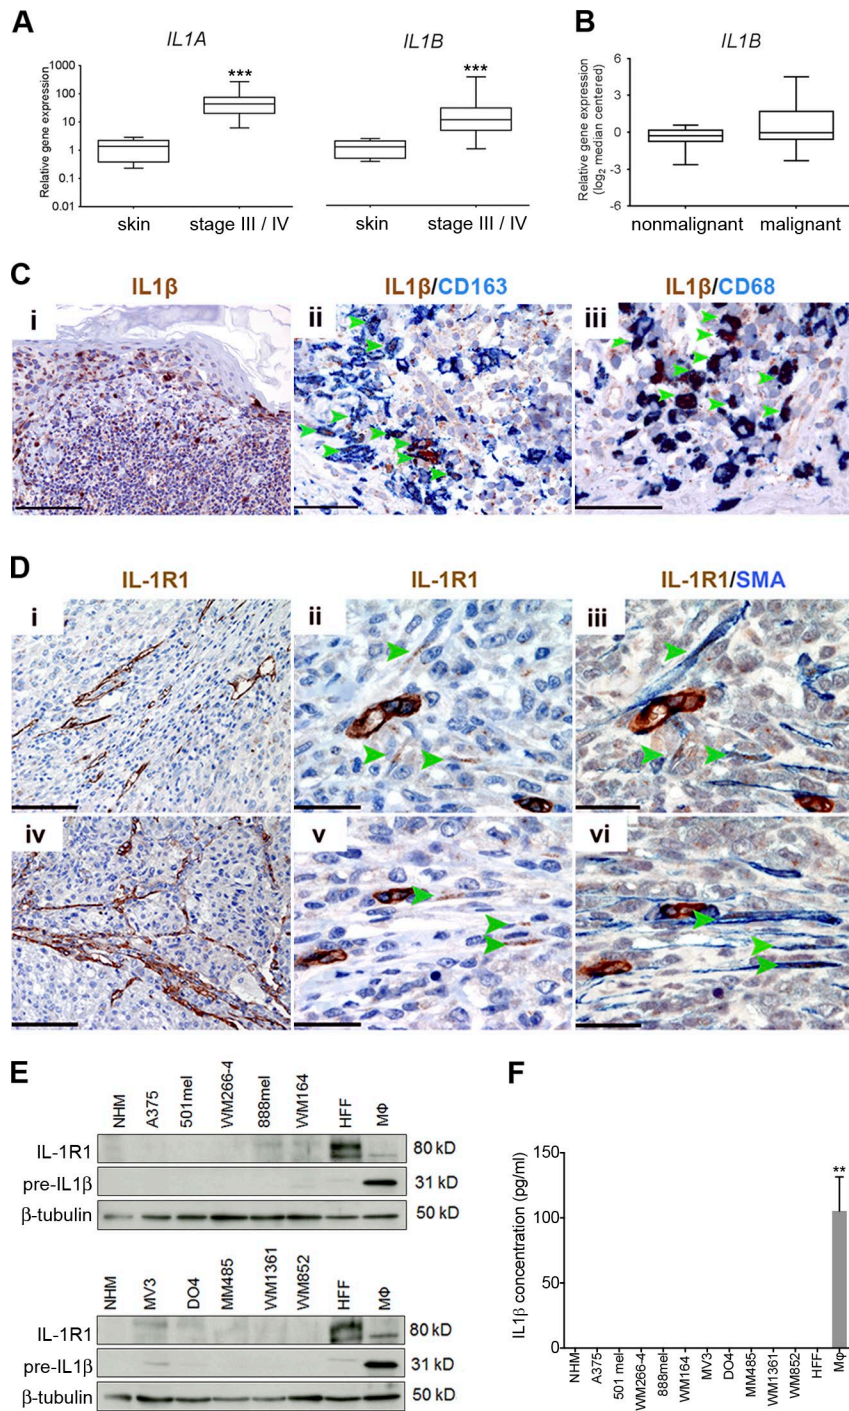 A
IL1A
IL1B
Relative gene expression
1000
100
10
1
0.1
0.01
***
***
skin
stage III / IV
skin
stage III / IV
B
IL1B
Relative gene expression
(log2 median centered)
6
3
0
-3
-6
nonmalignant
malignant
C
IL1β
IL1β/CD163
IL1β/CD68
i
ii
iii
D
IL-1R1
IL-1R1
IL-1R1/SMA
i
ii
iii
iv
v
vi
E
NHM A375 501mel WM266-4 888mel WM164 HFF MΦ
IL-1R1 80 kD
pre-IL1β 31 kD
β-tubulin 50 kD
NHM MV3 DO4 MM485 WM1361 WM852 HFF MΦ
IL-1R1 80 kD
pre-IL1β 31 kD
β-tubulin 50 kD
F
IL1β concentration (pg/ml)
150
100
50
0
**
NHM A375 501 mel WM266-4 888mel WM164 MV3 DO4 MM485 WM1361 WM852 HFF MΦ